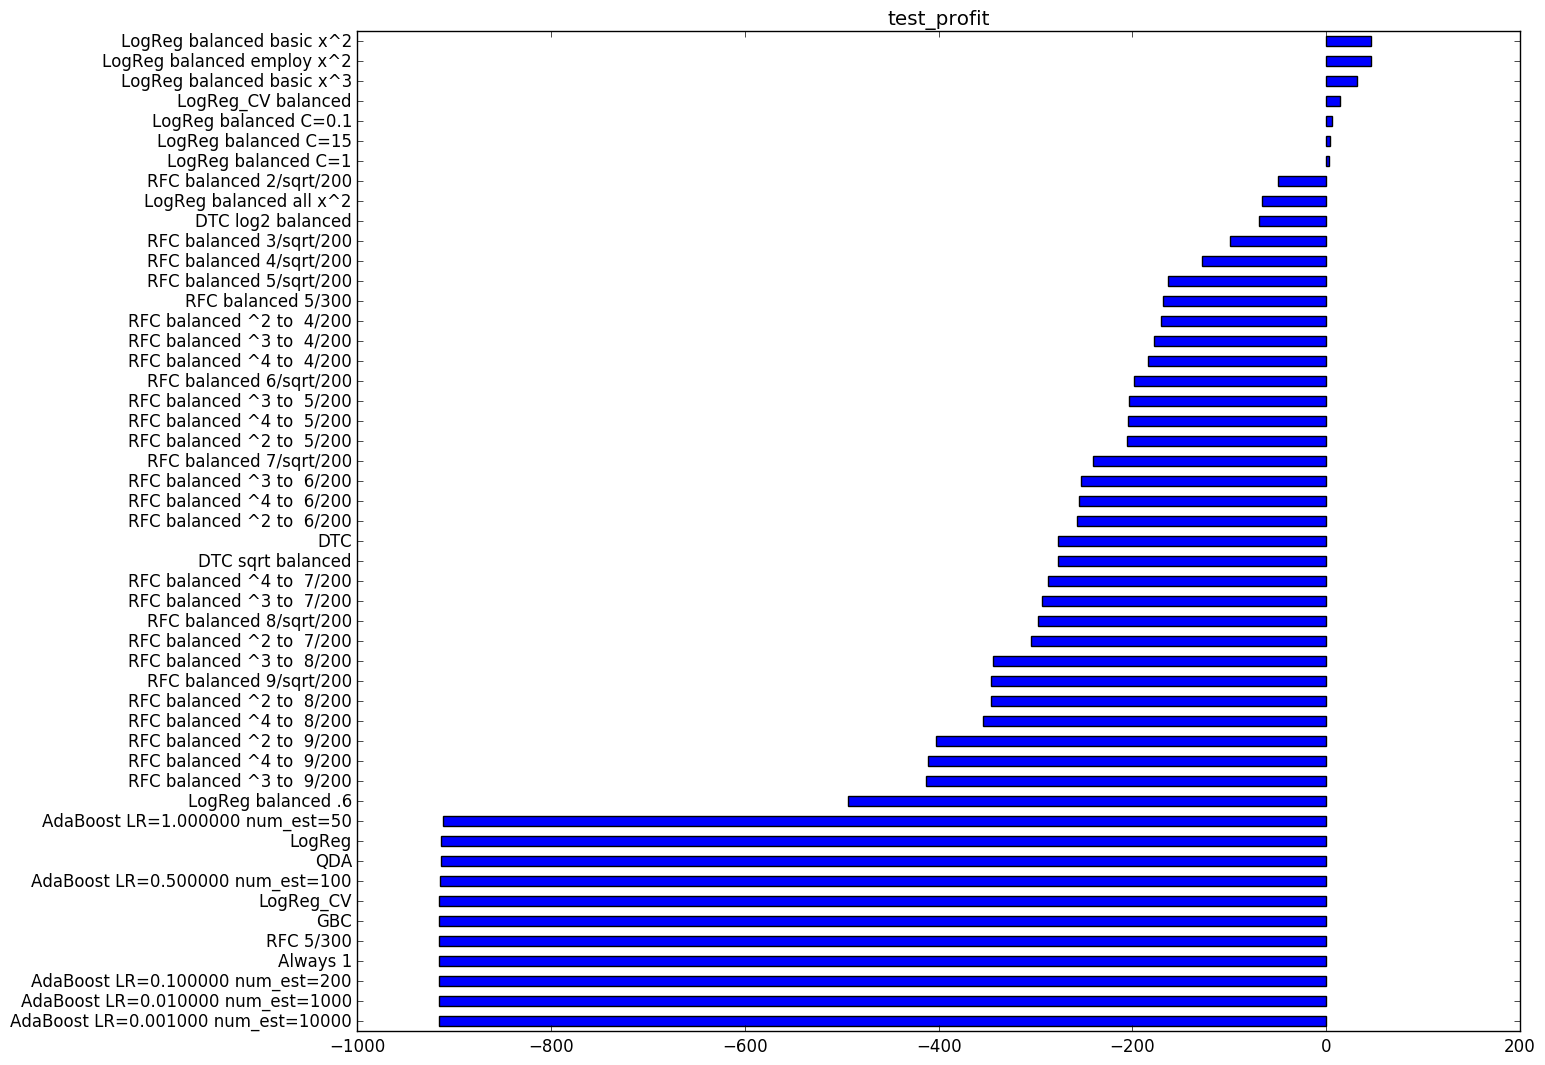 test_profit
LogReg balanced basic x^2
LogReg balanced employ x^2
LogReg balanced basic x^3
LogReg_CV balanced
LogReg balanced C=0.1
LogReg balanced C=15
LogReg balanced C=1
RFC balanced 2/sqrt/200
LogReg balanced all x^2
DTC log2 balanced
RFC balanced 3/sqrt/200
RFC balanced 4/sqrt/200
RFC balanced 5/sqrt/200
RFC balanced 5/300
RFC balanced ^2 to  4/200
RFC balanced ^3 to  4/200
RFC balanced ^4 to  4/200
RFC balanced 6/sqrt/200
RFC balanced ^3 to  5/200
RFC balanced ^4 to  5/200
RFC balanced ^2 to  5/200
RFC balanced 7/sqrt/200
RFC balanced ^3 to  6/200
RFC balanced ^4 to  6/200
RFC balanced ^2 to  6/200
DTC
DTC sqrt balanced
RFC balanced ^4 to  7/200
RFC balanced ^3 to  7/200
RFC balanced 8/sqrt/200
RFC balanced ^2 to  7/200
RFC balanced ^3 to  8/200
RFC balanced 9/sqrt/200
RFC balanced ^2 to  8/200
RFC balanced ^4 to  8/200
RFC balanced ^2 to  9/200
RFC balanced ^4 to  9/200
RFC balanced ^3 to  9/200
LogReg balanced .6
AdaBoost LR=1.000000 num_est=50
LogReg
QDA
AdaBoost LR=0.500000 num_est=100
LogReg_CV
GBC
RFC 5/300
Always 1
AdaBoost LR=0.100000 num_est=200
AdaBoost LR=0.010000 num_est=1000
AdaBoost LR=0.001000 num_est=10000
−1000 −800 −600 −400 −200 0 200